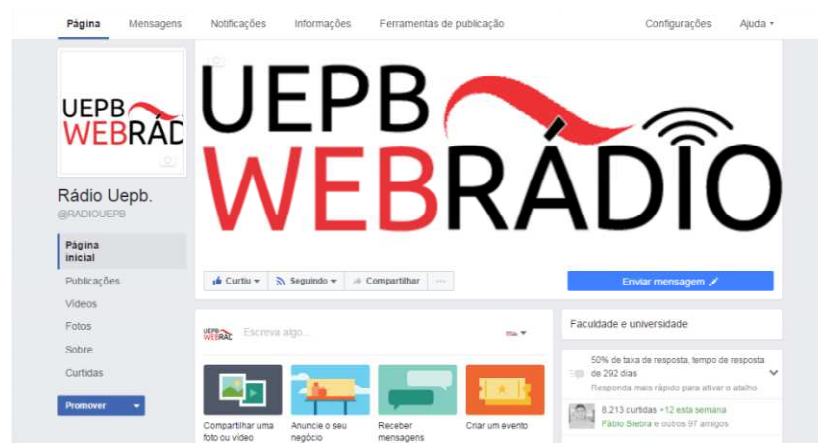 Página Mensagens Notificações Informações Ferramentas de publicação Configurações Ajuda
UEPB
WEBRÁD
UEPB
WEBRÁDIO
Rádio Uepb.
@RADIOUEPB
Página
inicial
Publicações
Vídeos
Fotos
Sobre
Curtidas
Promover
Curtiu Seguindo Compartilhar ...
Enviar mensagem
UEPB
WEBRÁD
Escreva algo...
Compartilhar uma
foto ou vídeo
Anuncie o seu
negócio
Receber
mensagens
Criar um evento
Faculdade e universidade
50% de taxa de resposta, tempo de resposta
de 292 dias
Responda mais rápido para ativar o atalho
8.213 curtidas +12 esta semana
Fábio Siebra e outros 97 amigos